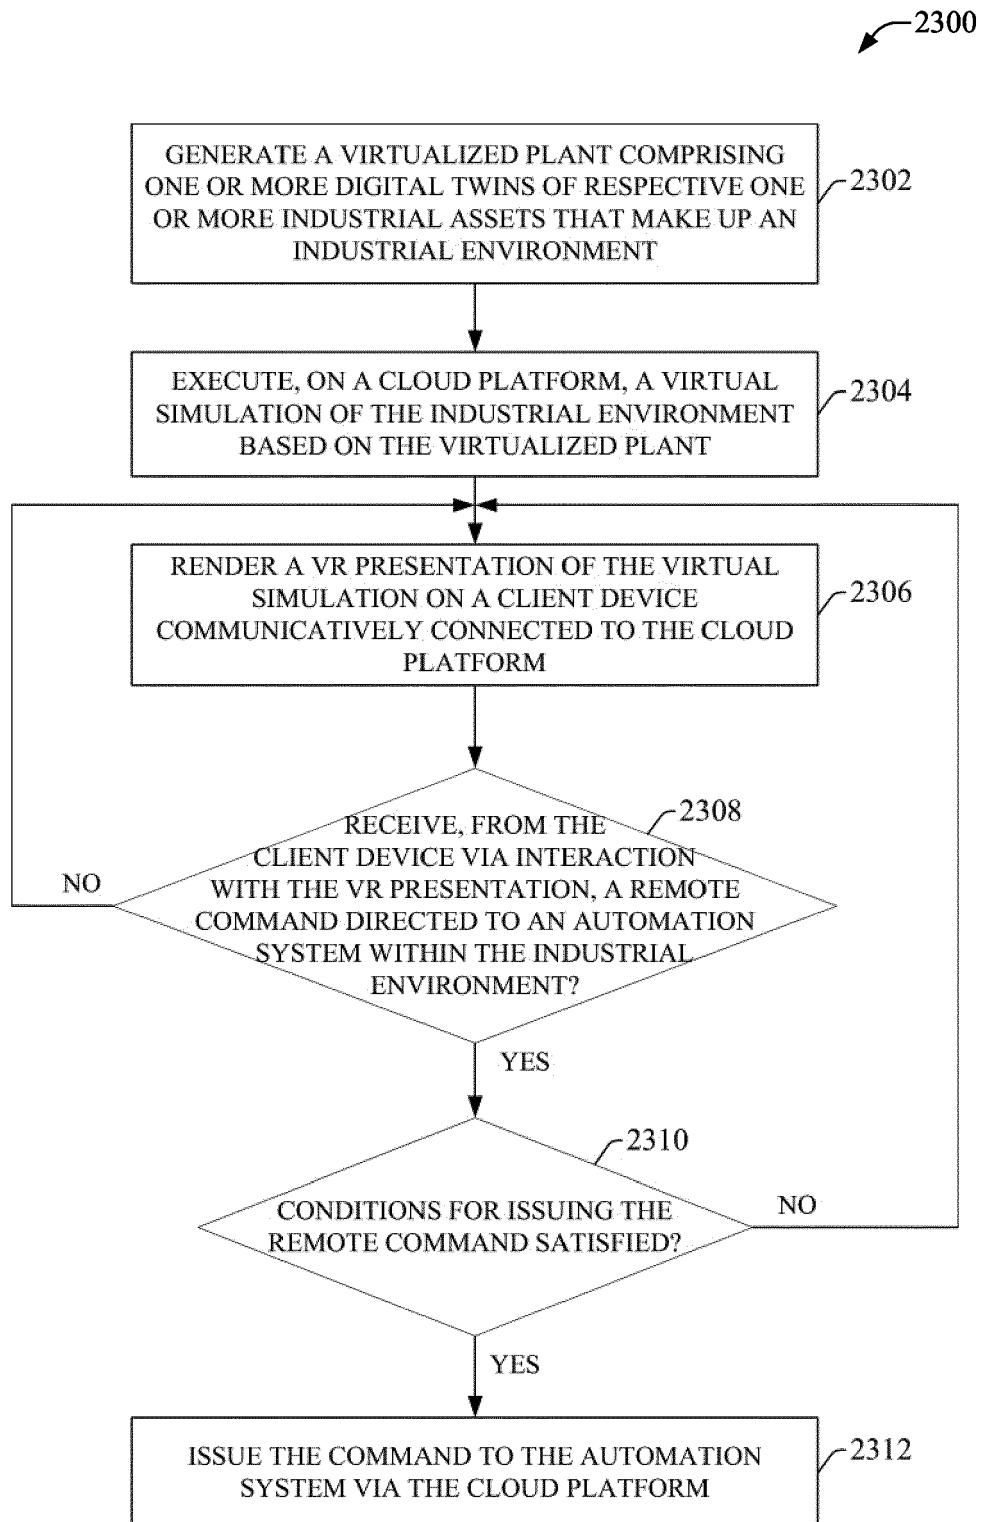 2300
GENERATE A VIRTUALIZED PLANT COMPRISING
ONE OR MORE DIGITAL TWINS OF RESPECTIVE ONE
OR MORE INDUSTRIAL ASSETS THAT MAKE UP AN
INDUSTRIAL ENVIRONMENT
2302
EXECUTE, ON A CLOUD PLATFORM, A VIRTUAL
SIMULATION OF THE INDUSTRIAL ENVIRONMENT
BASED ON THE VIRTUALIZED PLANT
2304
RENDER A VR PRESENTATION OF THE VIRTUAL
SIMULATION ON A CLIENT DEVICE
COMMUNICATIVELY CONNECTED TO THE CLOUD
PLATFORM
2306
RECEIVE, FROM THE
CLIENT DEVICE VIA INTERACTION
WITH THE VR PRESENTATION, A REMOTE
COMMAND DIRECTED TO AN AUTOMATION
SYSTEM WITHIN THE INDUSTRIAL
ENVIRONMENT?
2308
NO
YES
CONDITIONS FOR ISSUING THE
REMOTE COMMAND SATISFIED?
2310
NO
YES
ISSUE THE COMMAND TO THE AUTOMATION
SYSTEM VIA THE CLOUD PLATFORM
2312